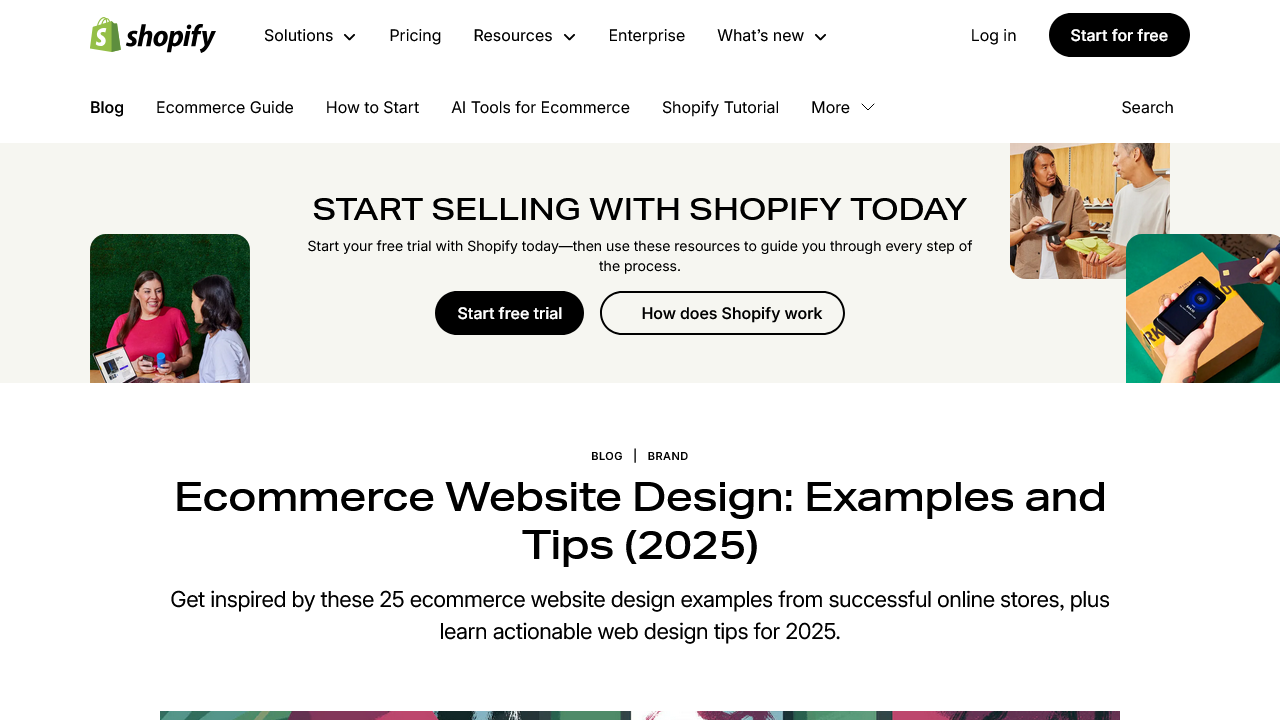 shopify
Solutions
Pricing
Resources
Enterprise
What's new
Log in
Start for free
Blog
Ecommerce Guide
How to Start
AI Tools for Ecommerce
Shopify Tutorial
More
Search
START SELLING WITH SHOPIFY TODAY
Start your free trial with Shopify today—then use these resources to guide you through every step of
the process.
Start free trial
How does Shopify work
BLOG | BRAND
Ecommerce Website Design: Examples and
Tips (2025)
Get inspired by these 25 ecommerce website design examples from successful online stores, plus
learn actionable web design tips for 2025.